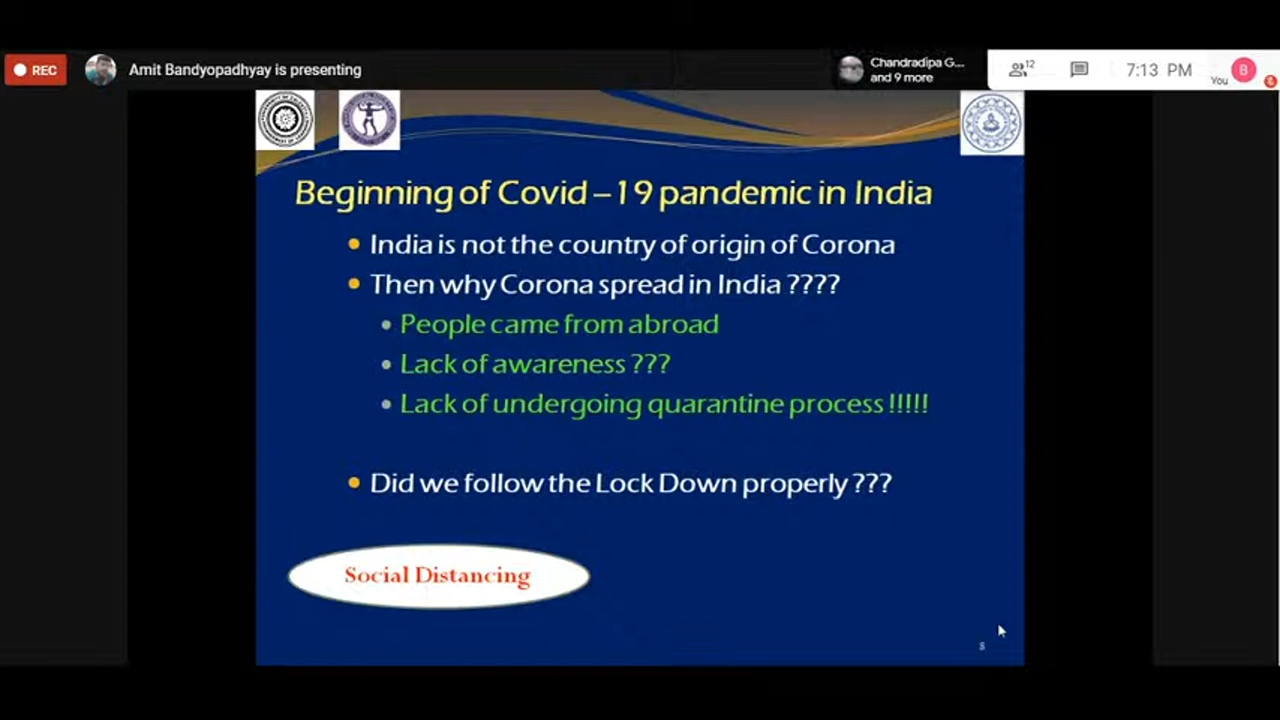 REC
Amit Bandyopadhyay is presenting
Chandradipa G...
and 9 more
12
7:13 PM
You
B
Beginning of Covid –19 pandemic in India
India is not the country of origin of Corona
Then why Corona spread in India ????
People came from abroad
Lack of awareness ???
Lack of undergoing quarantine process !!!!!
Did we follow the Lock Down properly ???
Social Distancing
8